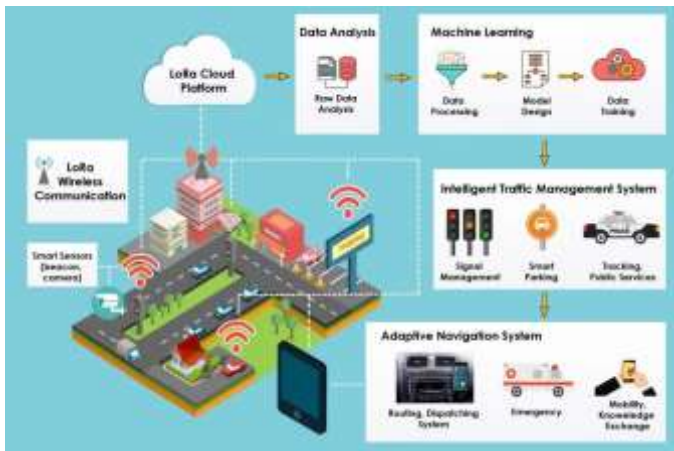 LoRa Cloud
Platform
Data Analysis
Raw Data
Analysis
Machine Learning
Data
Processing
Model
Design
Data
Training
LoRa
Wireless
Communication
Smart Sensors
(beacon,
camera)
Intelligent Traffic Management System
Signal
Management
Smart
Parking
Tracking,
Public Services
Adaptive Navigation System
Routing, Dispatching
System
Emergency
Mobility,
Knowledge
Exchange